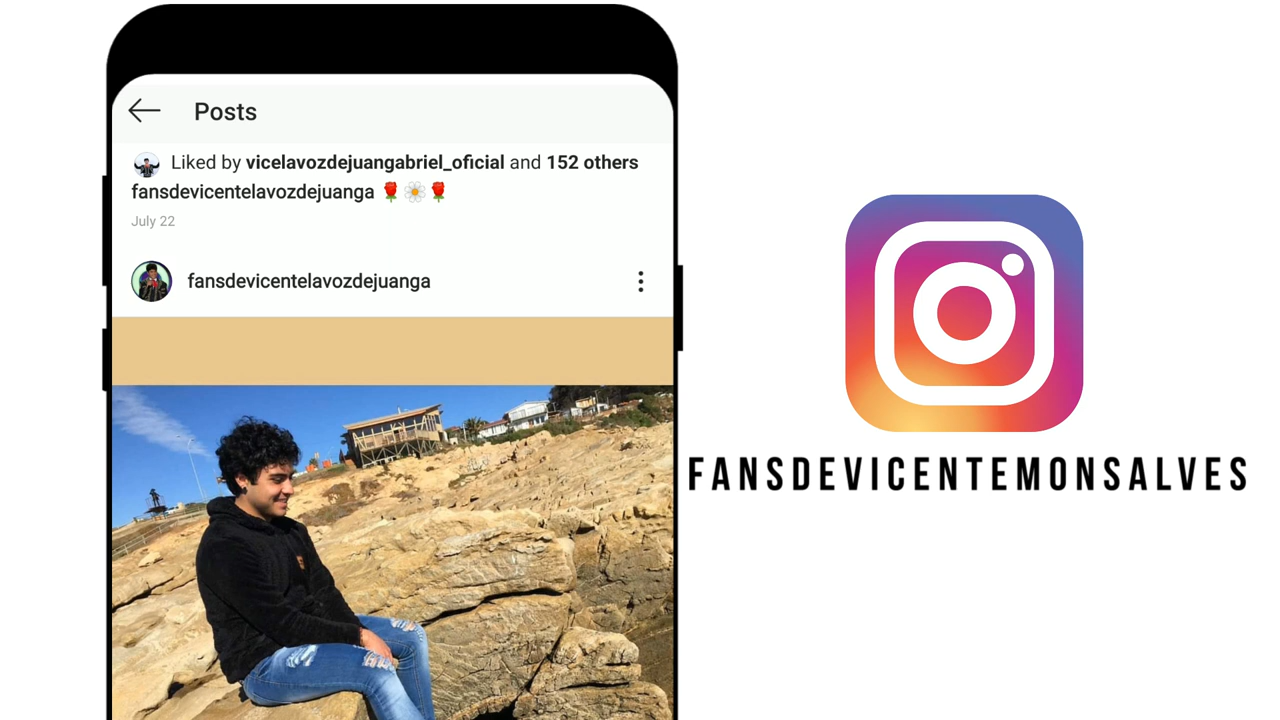 Posts
Liked by vicelavozdejuangabriel_oficial and 152 others
fansdevicentelavozdejuanga 🌹🌼🌹
July 22
fansdevicentelavozdejuanga
FANSDEVICENTEMONSALVES